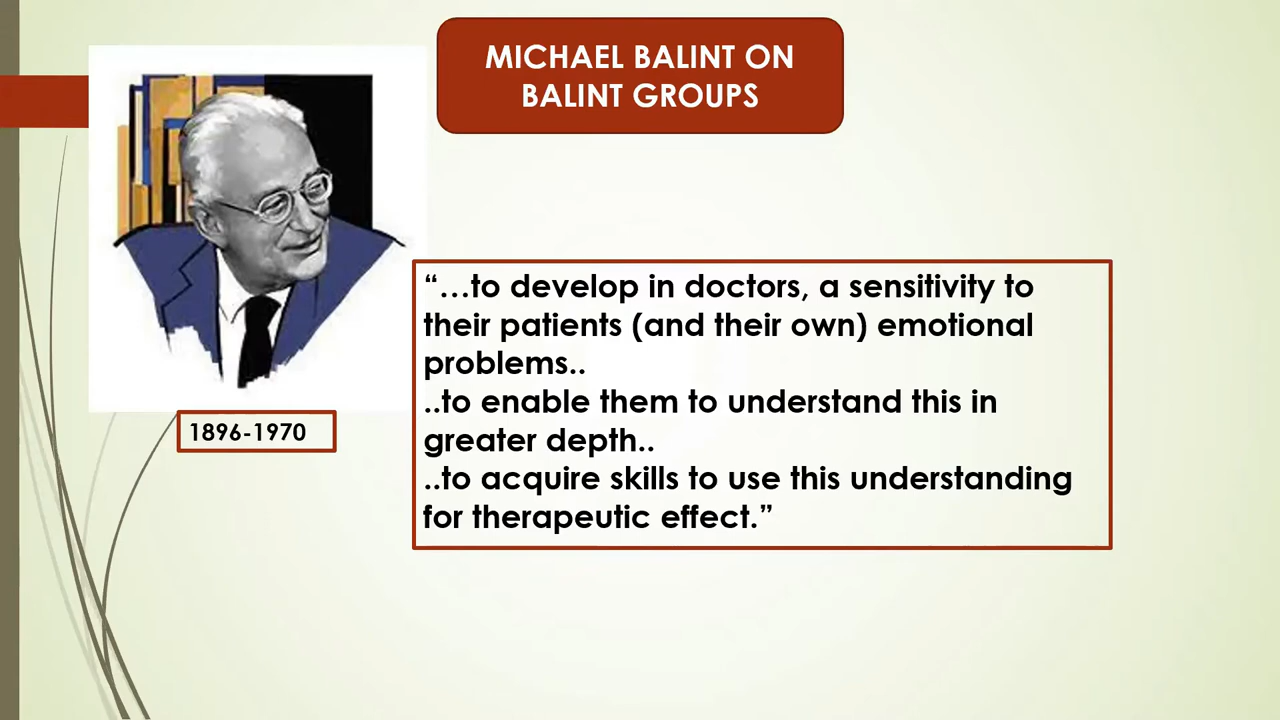 MICHAEL BALINT ON
BALINT GROUPS
“...to develop in doctors, a sensitivity to
their patients (and their own) emotional
problems..
..to enable them to understand this in
greater depth..
..to acquire skills to use this understanding
for therapeutic effect.”
1896-1970